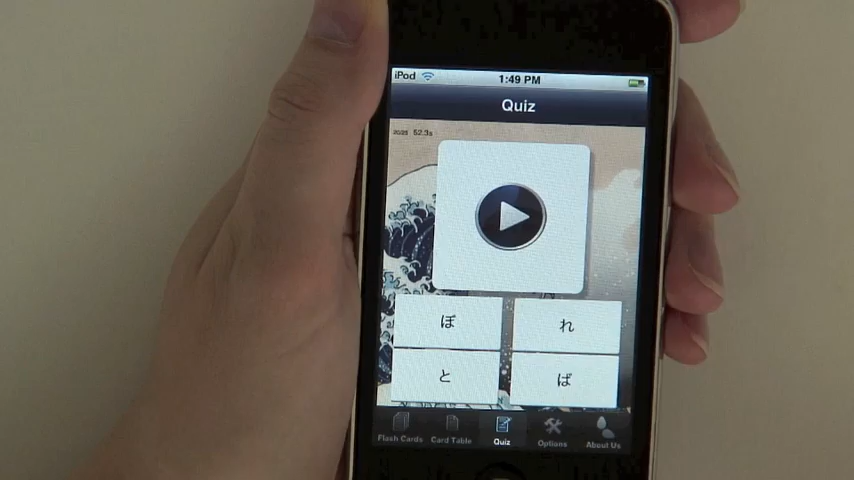 iPod 1:49 PM
Quiz
52.3s
ぼ れ
と ば
Flash Cards Card Table Quiz Options About Us